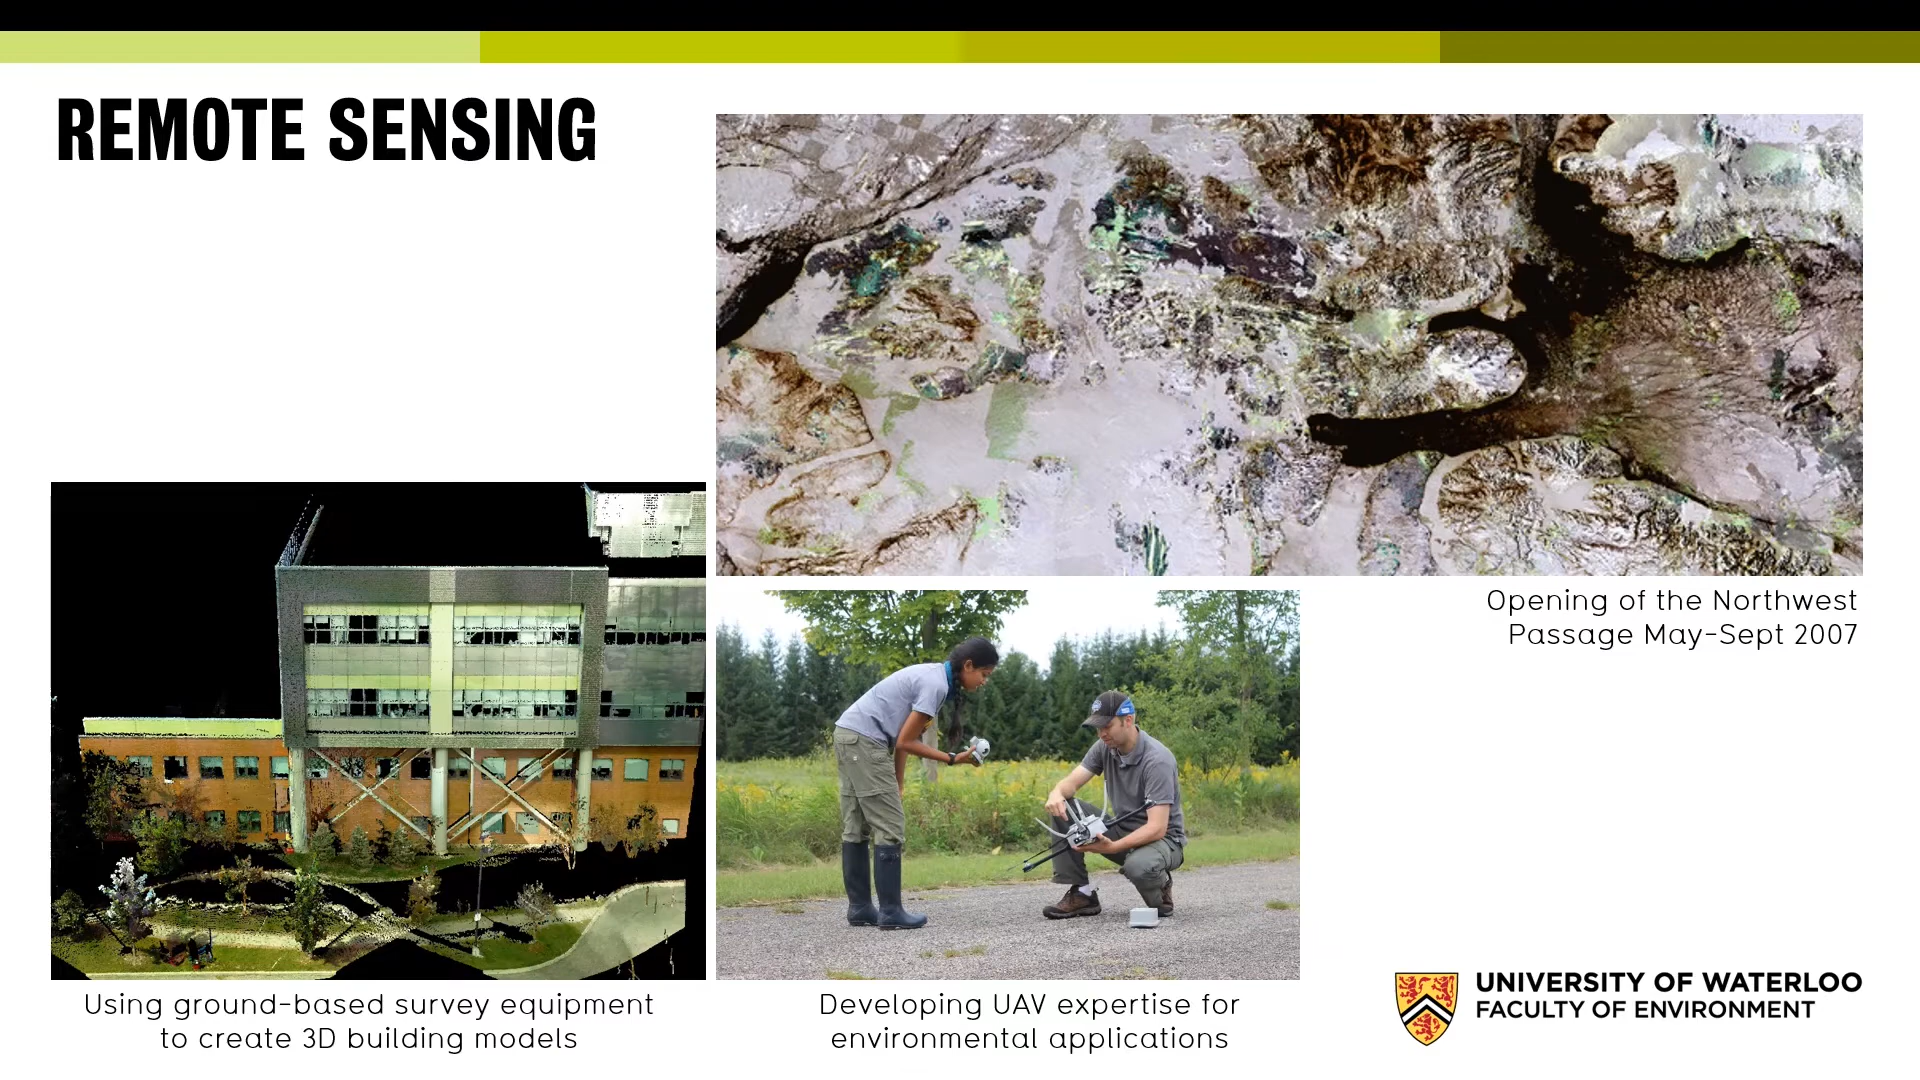 REMOTE SENSING
Opening of the Northwest
Passage May-Sept 2007
Using ground-based survey equipment
to create 3D building models
Developing UAV expertise for
environmental applications
UNIVERSITY OF WATERLOO
FACULTY OF ENVIRONMENT